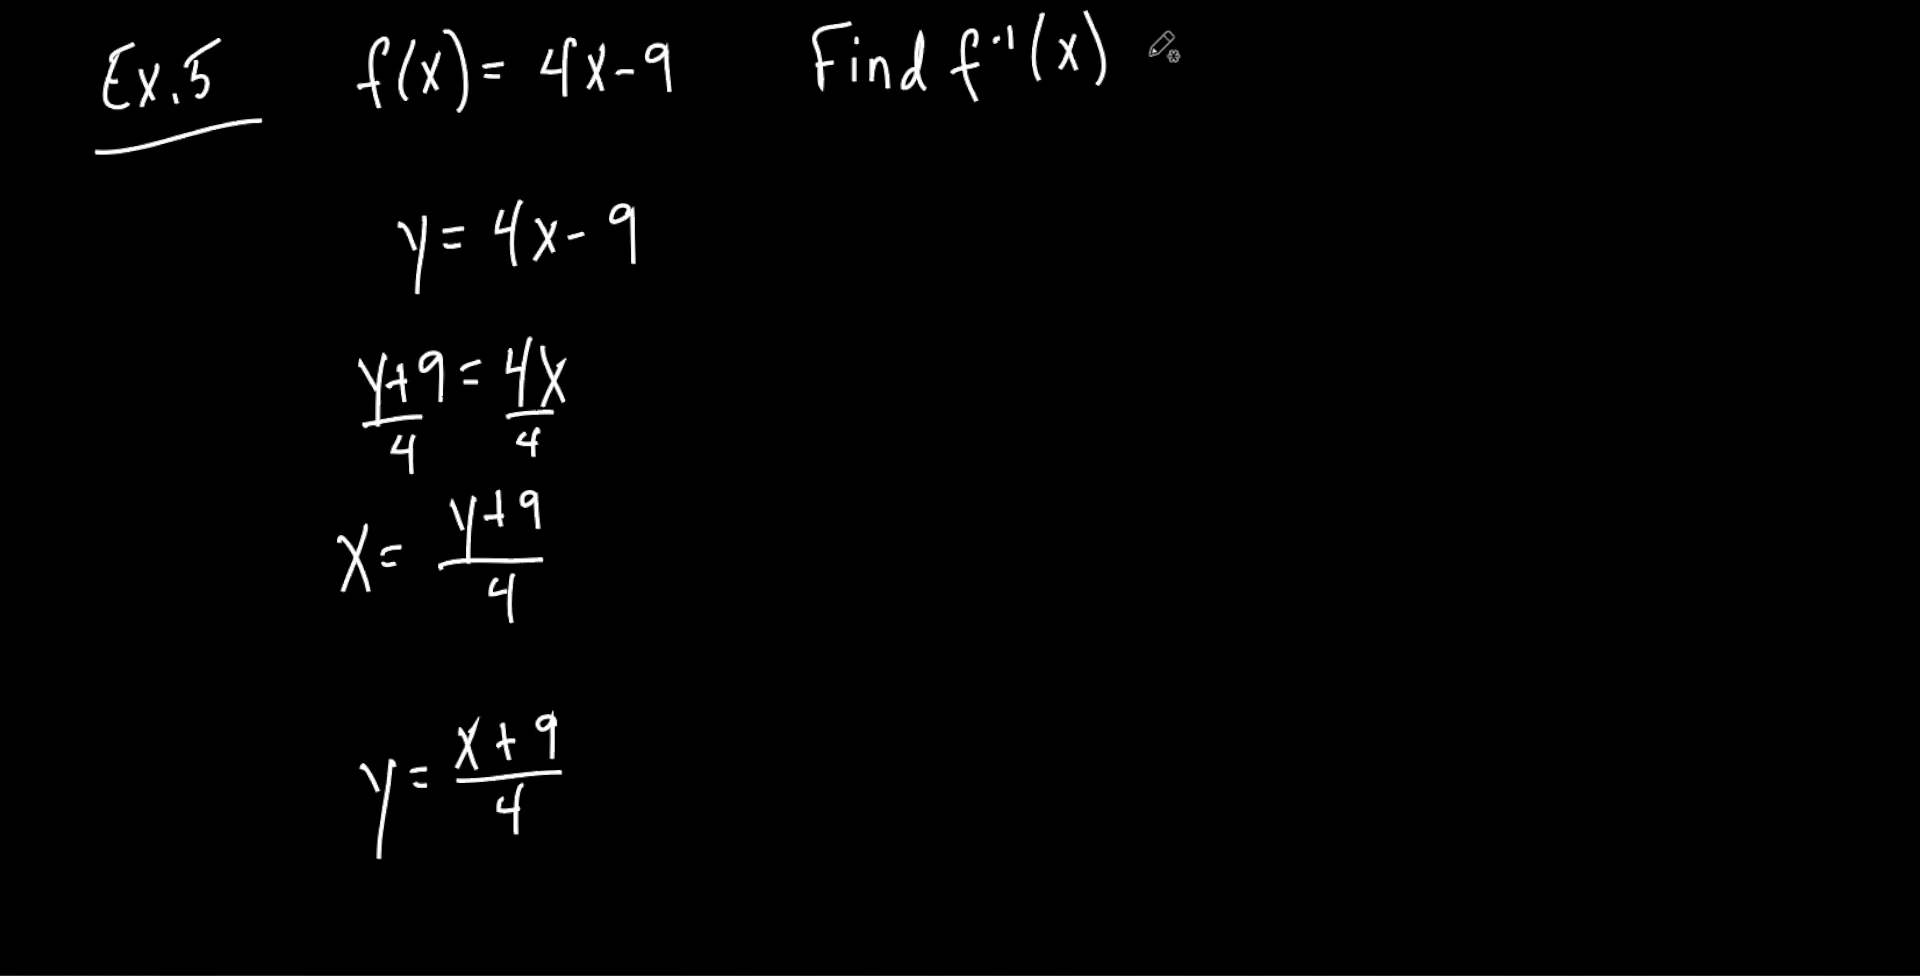 Ex.5 f(x) = 4x-9 Find f⁻¹(x)
y = 4x-9
y+9 = 4x
4 4
x = y+9
4
y = x+9
4